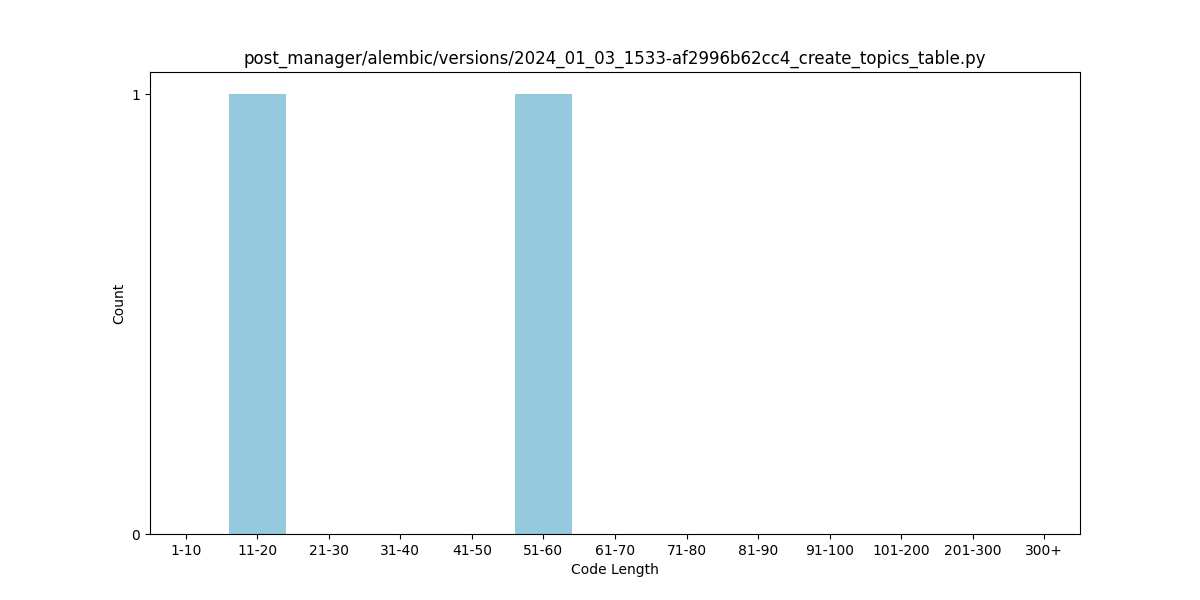 post_manager/alembic/versions/2024_01_03_1533-af2996b62cc4_create_topics_table.py
1
0
Count
1-10 11-20 21-30 31-40 41-50 51-60 61-70 71-80 81-90 91-100 101-200 201-300 300+
Code Length